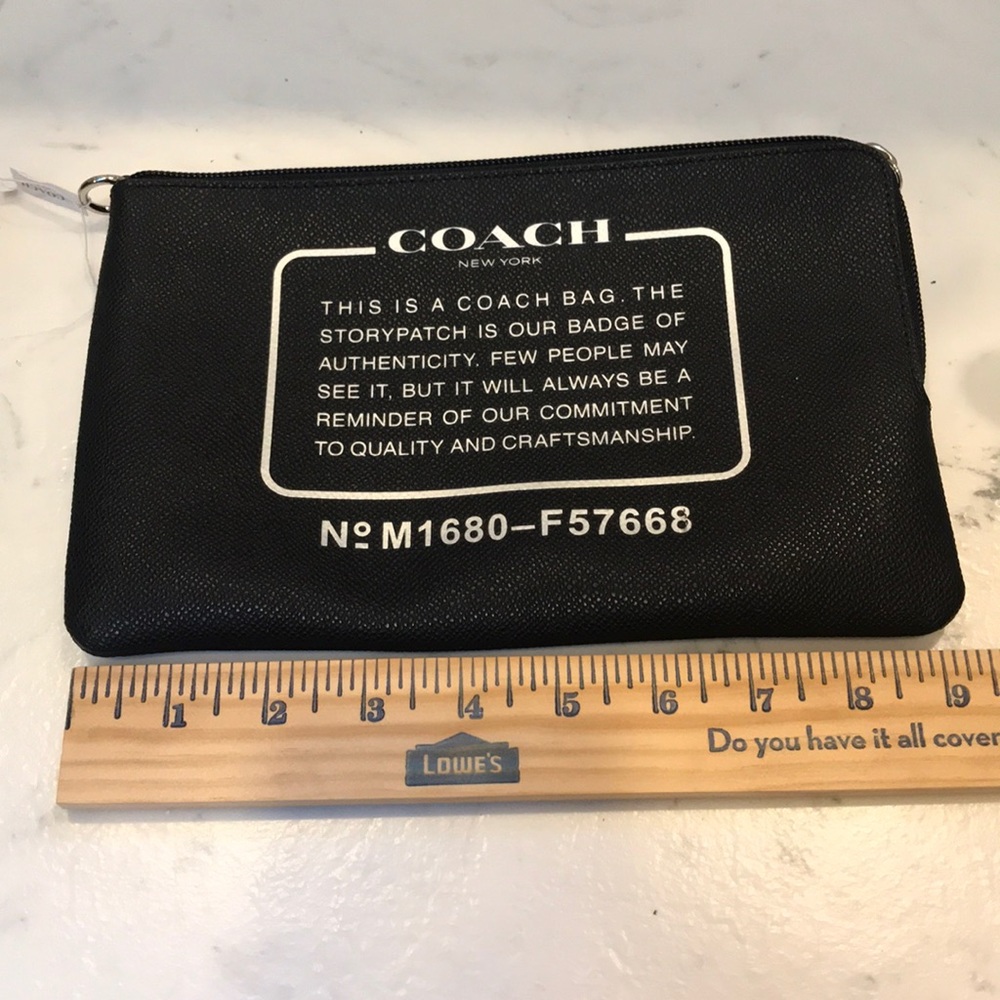 COACH
NEW YORK
THIS IS A COACH BAG. THE
STORYPATCH IS OUR BADGE OF
AUTHENTICITY. FEW PEOPLE MAY
SEE IT, BUT IT WILL ALWAYS BE A
REMINDER OF OUR COMMITMENT
TO QUALITY AND CRAFTSMANSHIP.
Nº M1680–F57668
1 2 3 4 5 6 7 8 9
Do you have it all cover
LOWE'S